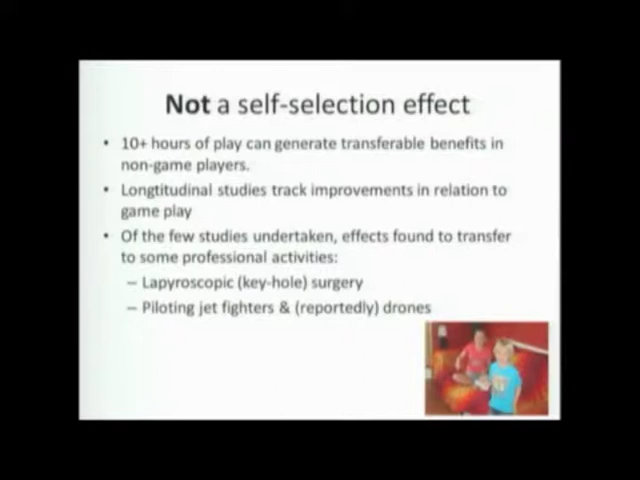 Not a self-selection effect
• 10+ hours of play can generate transferable benefits in
non-game players.
• Longtitudinal studies track improvements in relation to
game play
• Of the few studies undertaken, effects found to transfer
to some professional activities:
– Lapyroscopic (key-hole) surgery
– Piloting jet fighters & (reportedly) drones